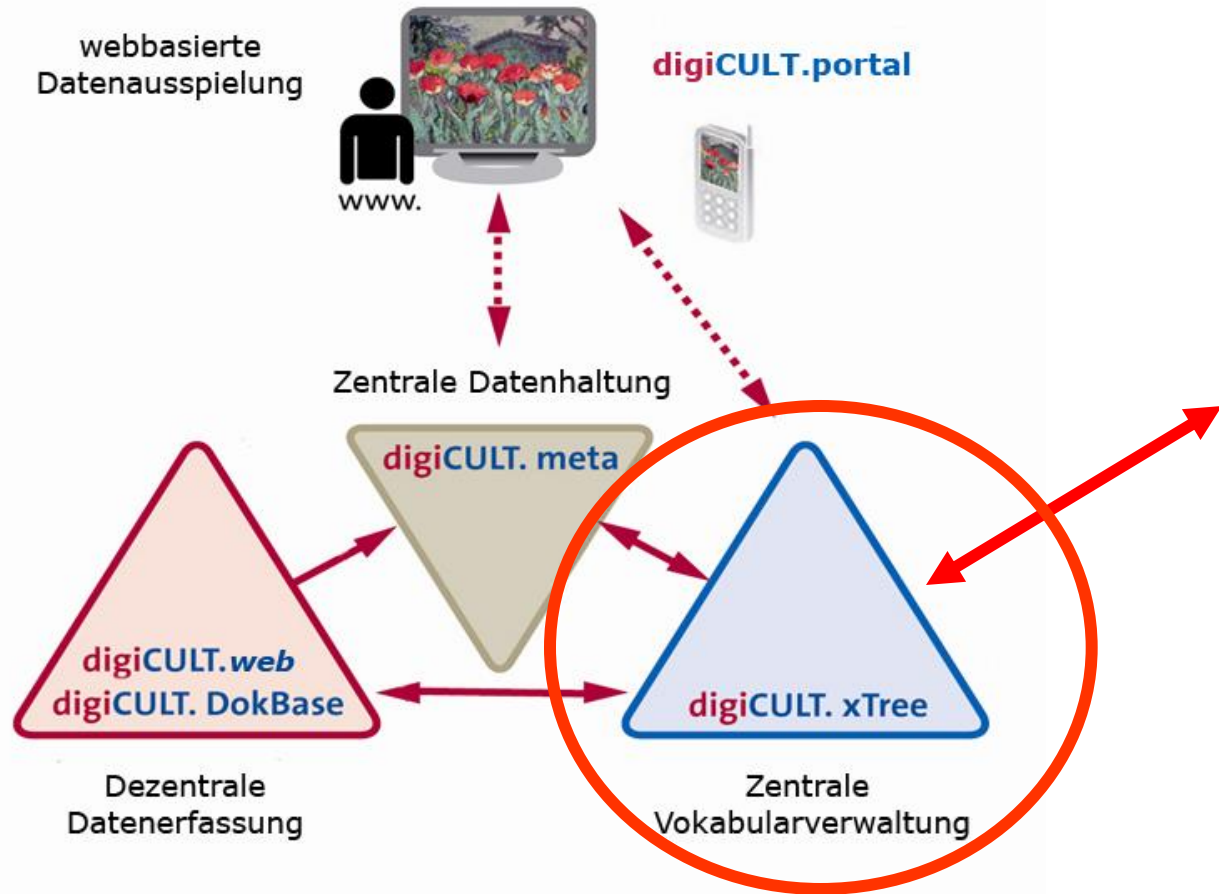 webbasierte
Datenausspielung
digiCULT.portal
www.
Zentrale Datenhaltung
digiCULT. meta
digiCULT.web
digiCULT. DokBase
digiCULT. xTree
Dezentrale
Datenerfassung
Zentrale
Vokabularverwaltung